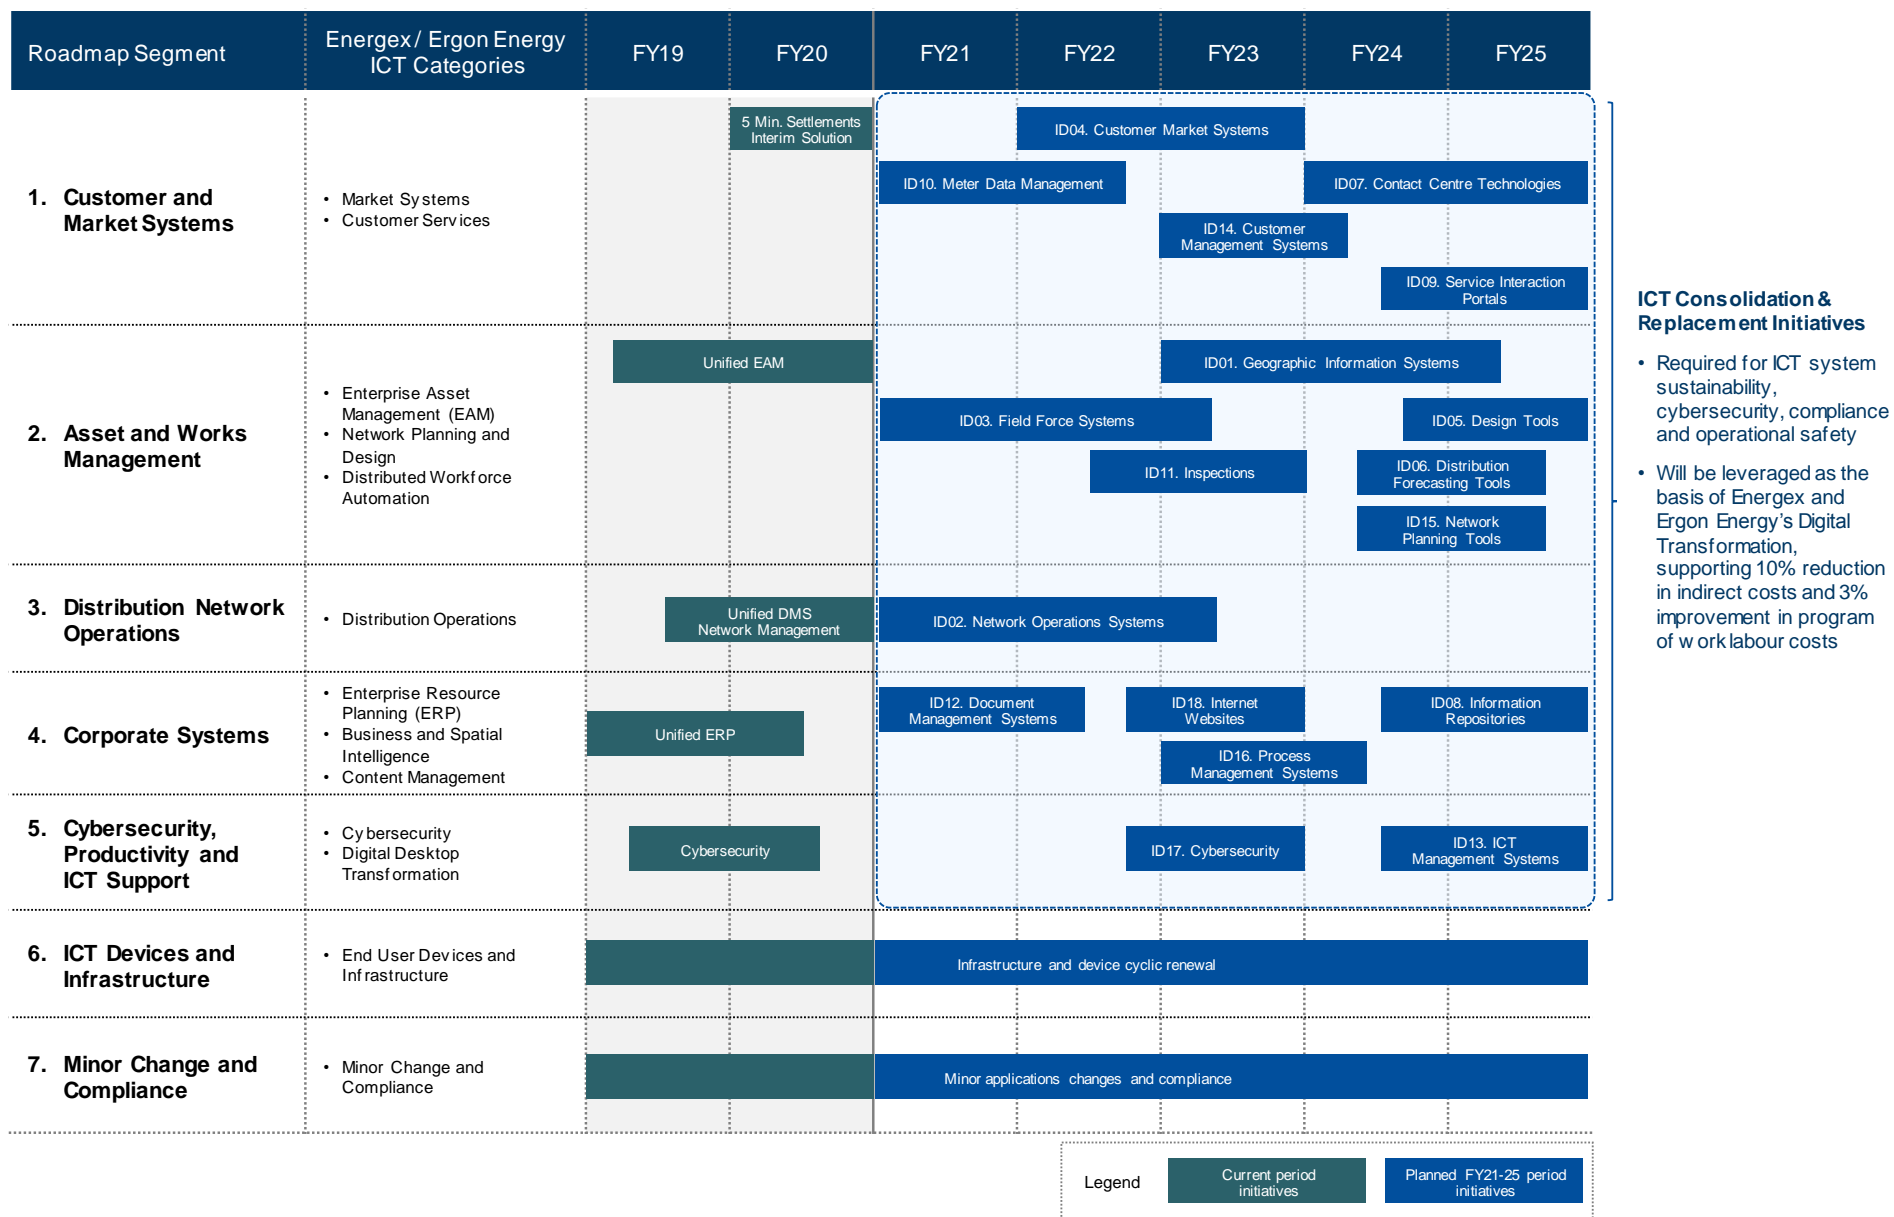 Roadmap Segment
Energex / Ergon Energy
ICT Categories
FY19
FY20
FY21
FY22
FY23
FY24
FY25
1. Customer and
Market Systems
• Market Systems
• Customer Services
5 Min. Settlements
Interim Solution
ID04. Customer Market Systems
ID10. Meter Data Management
ID07. Contact Centre Technologies
ID14. Customer
Management Systems
ID09. Service Interaction
Portals
2. Asset and Works
Management
• Enterprise Asset
Management (EAM)
• Network Planning and
Design
• Distributed Workforce
Automation
Unified EAM
ID01. Geographic Information Systems
ID03. Field Force Systems
ID05. Design Tools
ID11. Inspections
ID06. Distribution
Forecasting Tools
ID15. Network
Planning Tools
3. Distribution Network
Operations
• Distribution Operations
Unified DMS
Network Management
ID02. Network Operations Systems
4. Corporate Systems
• Enterprise Resource
Planning (ERP)
• Business and Spatial
Intelligence
• Content Management
Unified ERP
ID12. Document
Management Systems
ID18. Internet
Websites
ID08. Information
Repositories
ID16. Process
Management Systems
5. Cybersecurity,
Productivity and
ICT Support
• Cybersecurity
• Digital Desktop
Transformation
Cybersecurity
ID17. Cybersecurity
ID13. ICT
Management Systems
6. ICT Devices and
Infrastructure
• End User Devices and
Infrastructure
Infrastructure and device cyclic renewal
7. Minor Change and
Compliance
• Minor Change and
Compliance
Minor applications changes and compliance
ICT Consolidation &
Replacement Initiatives
• Required for ICT system
sustainability,
cybersecurity, compliance
and operational safety
• Will be leveraged as the
basis of Energex and
Ergon Energy's Digital
Transformation,
supporting 10% reduction
in indirect costs and 3%
improvement in program
of work labour costs
Legend
Current period
initiatives
Planned FY21-25 period
initiatives